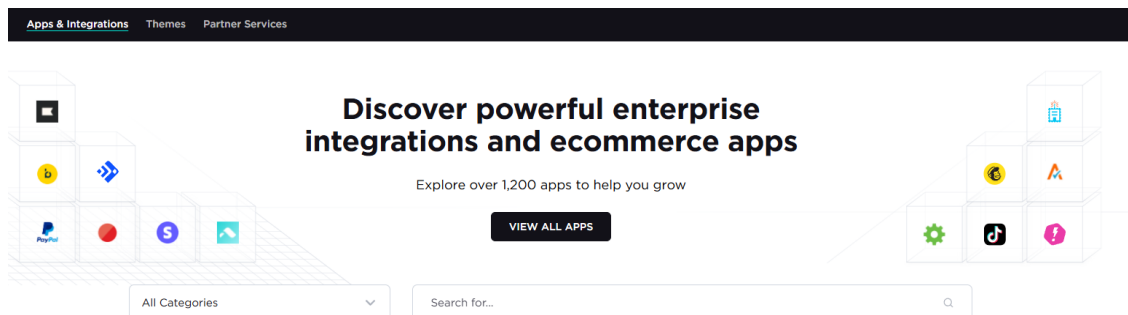 Apps & Integrations Themes Partner Services
Discover powerful enterprise
integrations and ecommerce apps
Explore over 1,200 apps to help you grow
VIEW ALL APPS
b
PayPal
S
All Categories
Search for...